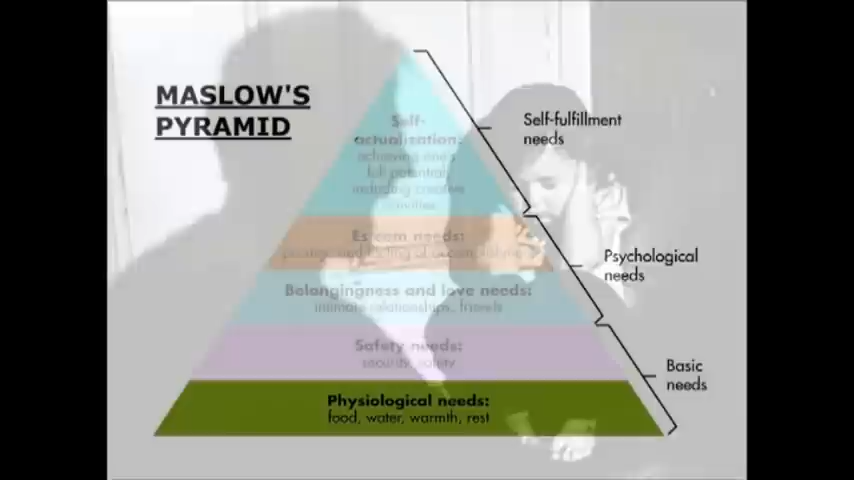 MASLOW'S
PYRAMID
Self-
actualization:
achieving one's
full potential,
including creative
activities
Esteem needs:
prestige and feeling of accomplishment
Belongingness and love needs:
intimate relationships, friends
Safety needs:
security, safety
Physiological needs:
food, water, warmth, rest
Self-fulfillment
needs
Psychological
needs
Basic
needs